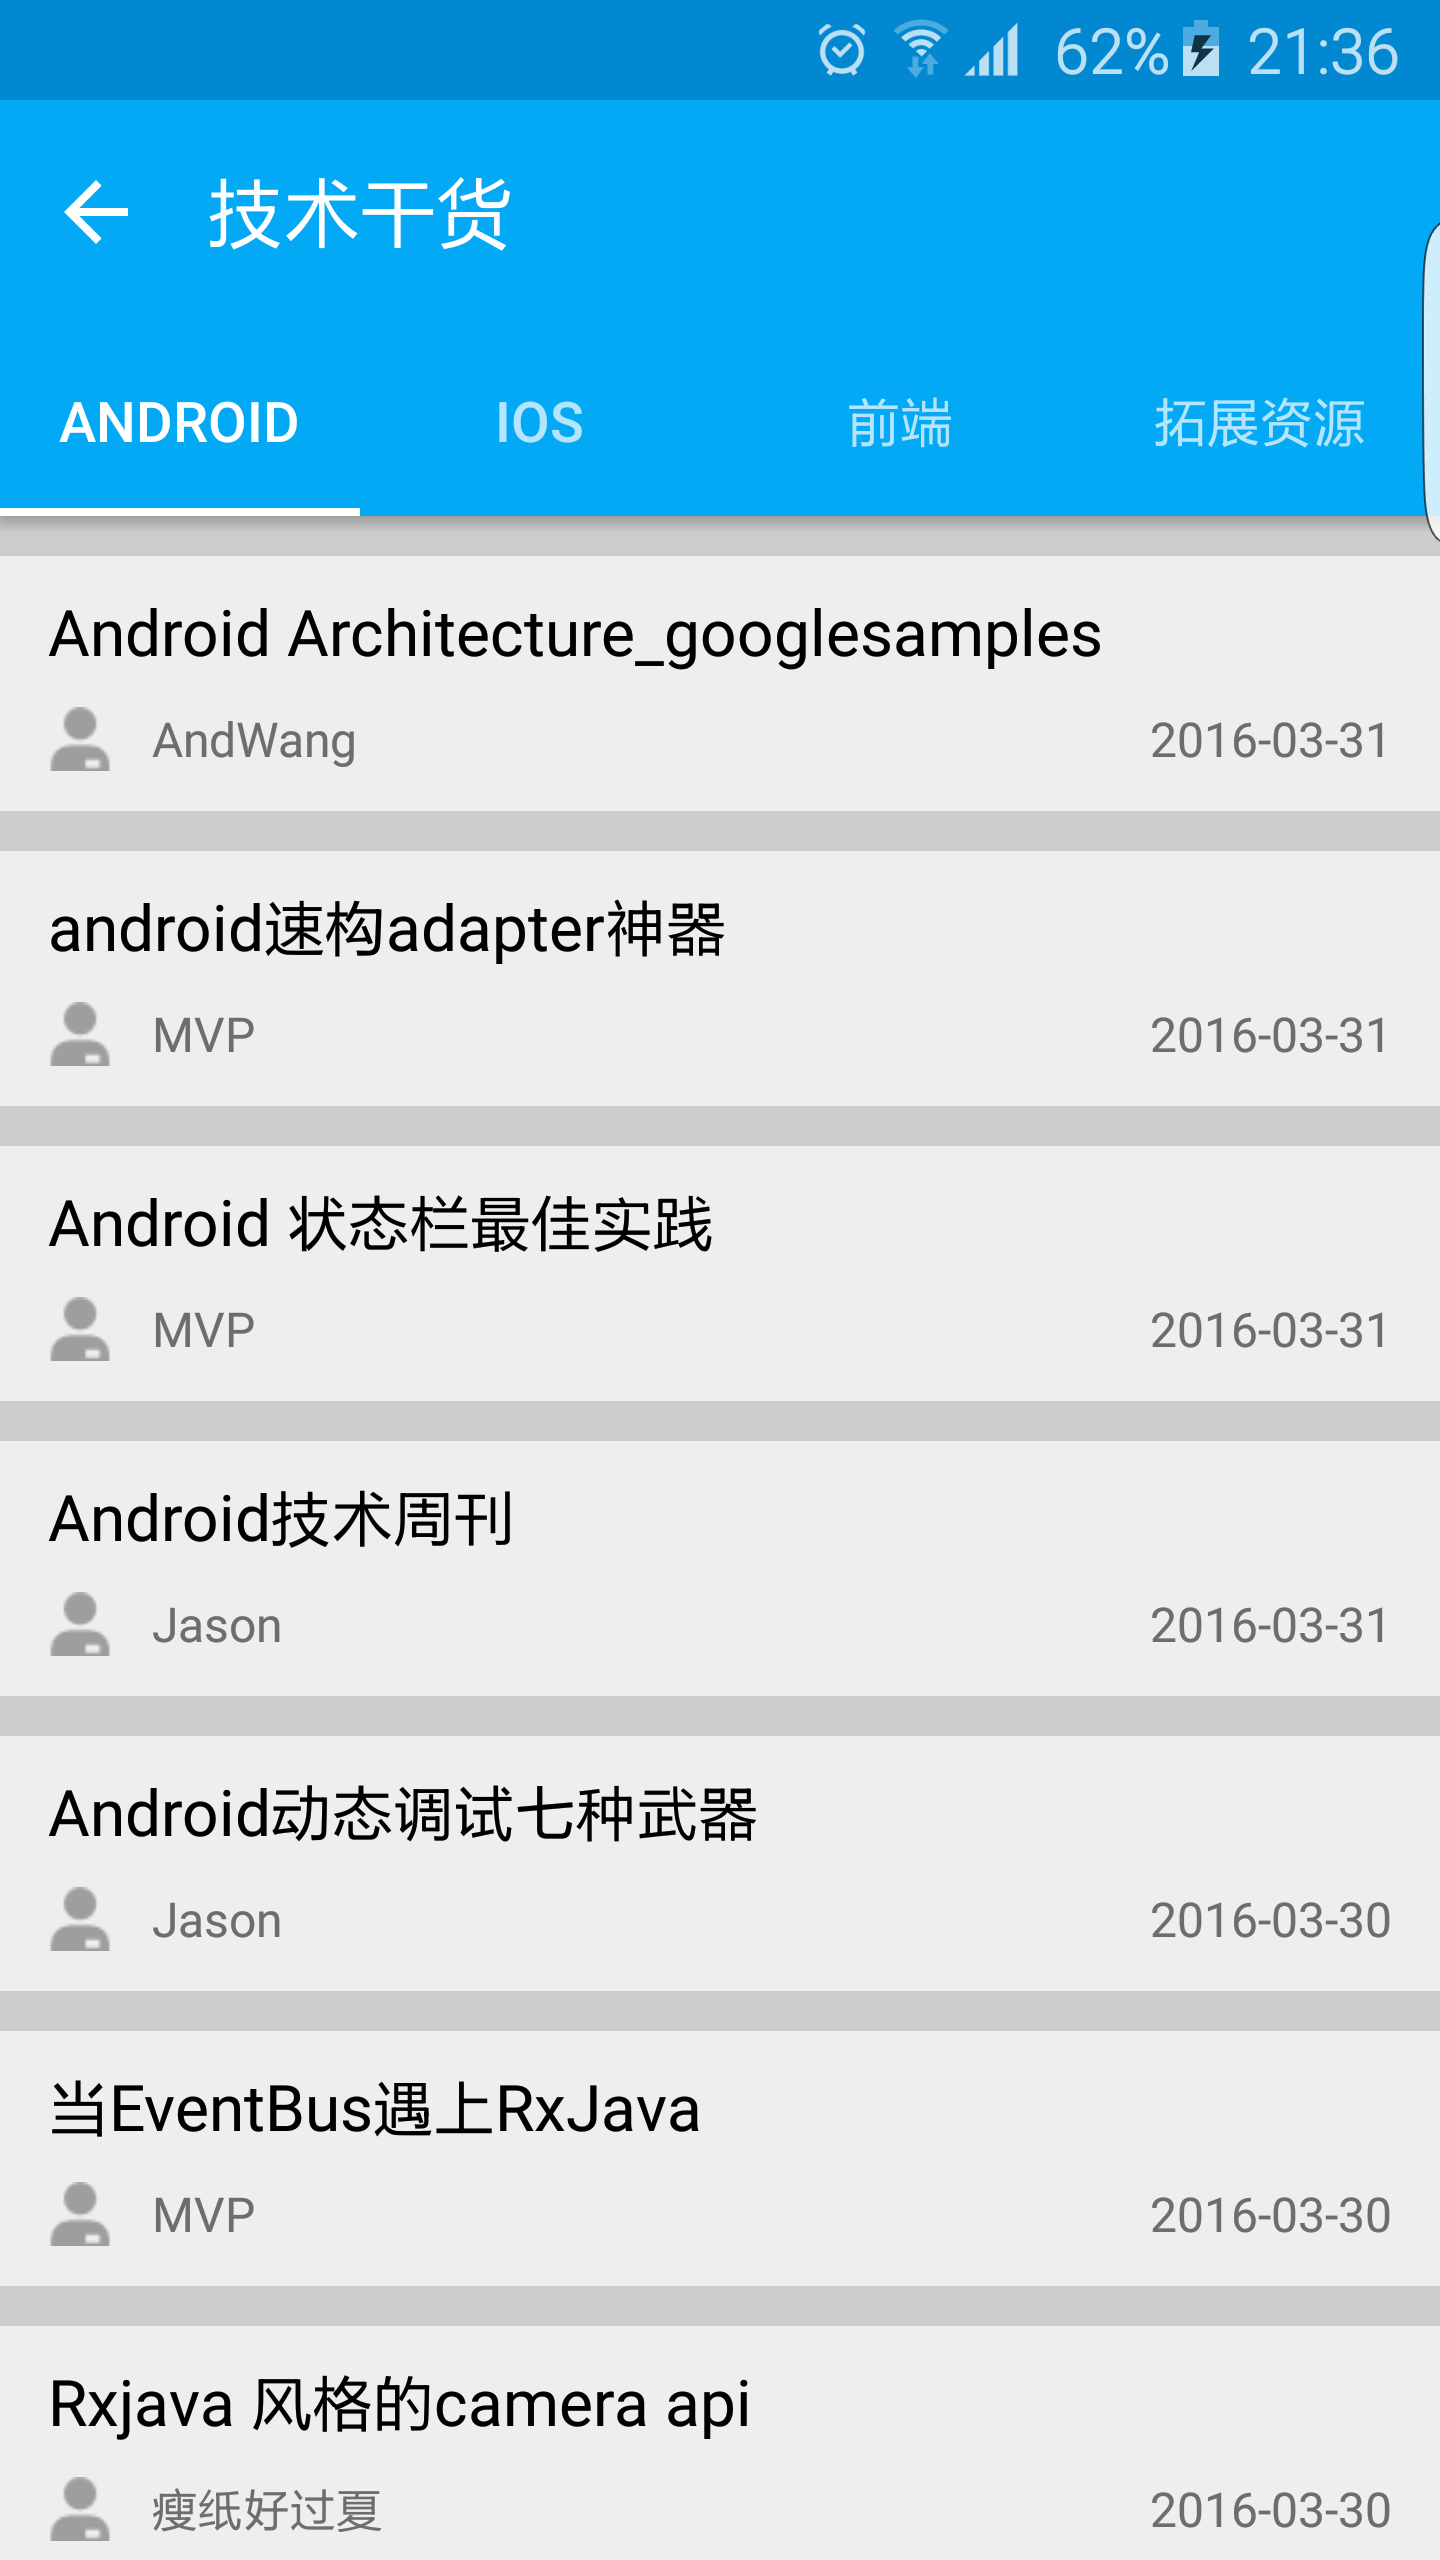 62% 21:36
技术干货
ANDROID IOS 前端 拓展资源
Android Architecture_googlesamples
AndWang 2016-03-31
android速构adapter神器
MVP 2016-03-31
Android 状态栏最佳实践
MVP 2016-03-31
Android技术周刊
Jason 2016-03-31
Android动态调试七种武器
Jason 2016-03-30
当EventBus遇上RxJava
MVP 2016-03-30
Rxjava 风格的camera api
瘦纸好过夏 2016-03-30